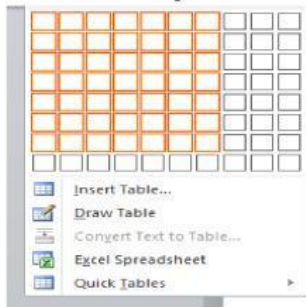 Insert Table...
Draw Table
Convert Text to Table...
Excel Spreadsheet
Quick Tables